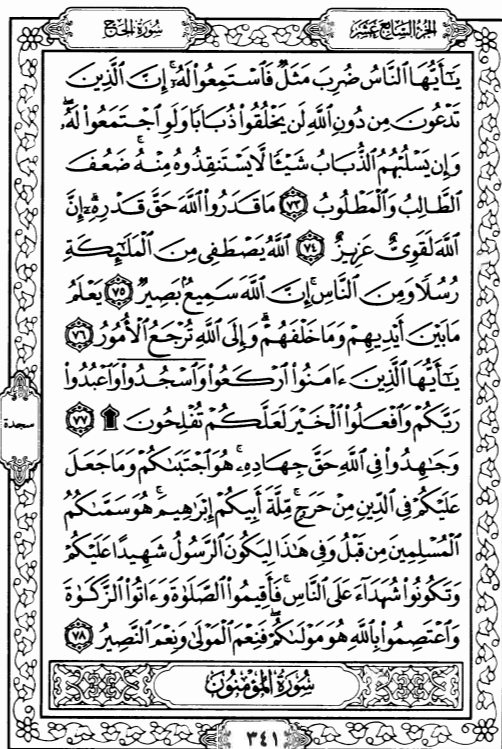 الجزء السابع عشر
سورة الحج
يَٰٓأَيُّهَا ٱلنَّاسُ ضُرِبَ مَثَلٌ فَٱسْتَمِعُوا۟ لَهُۥٓ ۚ إِنَّ ٱلَّذِينَ
تَدْعُونَ مِن دُونِ ٱللَّهِ لَن يَخْلُقُوا۟ ذُبَابًا وَلَوِ ٱجْتَمَعُوا۟ لَهُۥ ۖ
وَإِن يَسْلُبْهُمُ ٱلذُّبَابُ شَيْـًٔا لَّا يَسْتَنقِذُوهُ مِنْهُ ۚ ضَعُفَ
ٱلطَّالِبُ وَٱلْمَطْلُوبُ ٧٣ مَا قَدَرُوا۟ ٱللَّهَ حَقَّ قَدْرِهِۦٓ ۗ إِنَّ
ٱللَّهَ لَقَوِىٌّ عَزِيزٌ ٧٤ ٱللَّهُ يَصْطَفِى مِنَ ٱلْمَلَٰٓئِكَةِ
رُسُلًا وَمِنَ ٱلنَّاسِ ۚ إِنَّ ٱللَّهَ سَمِيعٌۢ بَصِيرٌ ٧٥ يَعْلَمُ
مَا بَيْنَ أَيْدِيهِمْ وَمَا خَلْفَهُمْ ۗ وَإِلَى ٱللَّهِ تُرْجَعُ ٱلْأُمُورُ ٧٦
يَٰٓأَيُّهَا ٱلَّذِينَ ءَامَنُوا۟ ٱرْكَعُوا۟ وَٱسْجُدُوا۟ وَٱعْبُدُوا۟
رَبَّكُمْ وَٱفْعَلُوا۟ ٱلْخَيْرَ لَعَلَّكُمْ تُفْلِحُونَ ۩ ٧٧
سجدة
وَجَٰهِدُوا۟ فِى ٱللَّهِ حَقَّ جِهَادِهِۦ ۚ هُوَ ٱجْتَبَىٰكُمْ وَمَا جَعَلَ
عَلَيْكُمْ فِى ٱلدِّينِ مِنْ حَرَجٍ ۚ مِّلَّةَ أَبِيكُمْ إِبْرَٰهِيمَ ۚ هُوَ سَمَّىٰكُمُ
ٱلْمُسْلِمِينَ مِن قَبْلُ وَفِى هَٰذَا لِيَكُونَ ٱلرَّسُولُ شَهِيدًا عَلَيْكُمْ
وَتَكُونُوا۟ شُهَدَآءَ عَلَى ٱلنَّاسِ ۚ فَأَقِيمُوا۟ ٱلصَّلَوٰةَ وَءَاتُوا۟ ٱلزَّكَوٰةَ
وَٱعْتَصِمُوا۟ بِٱللَّهِ هُوَ مَوْلَىٰكُمْ ۖ فَنِعْمَ ٱلْمَوْلَىٰ وَنِعْمَ ٱلنَّصِيرُ ٧٨
سورة المؤمنون
٣٤١